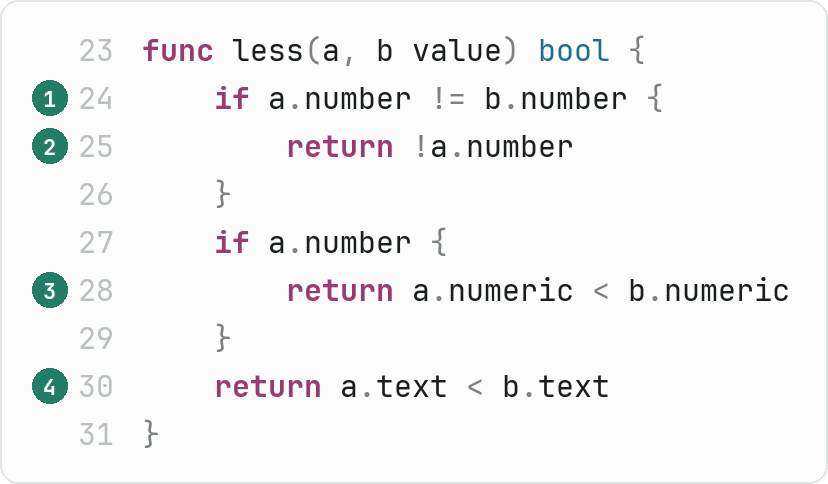 23 func less(a, b value) bool {
1 24     if a.number != b.number {
2 25         return !a.number
26     }
27     if a.number {
3 28         return a.numeric < b.numeric
29     }
4 30     return a.text < b.text
31 }